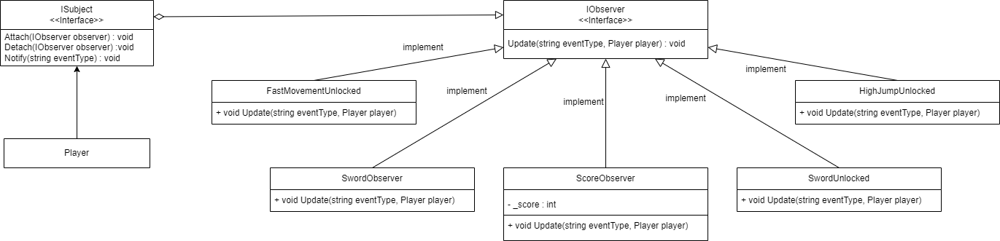 ISubject
<<Interface>>
Attach(IObserver observer) : void
Detach(IObserver observer) :void
Notify(string eventType) : void
IObserver
<<Interface>>
Update(string eventType, Player player) : void
implement
implement
implement
implement
implement
FastMovementUnlocked
+ void Update(string eventType, Player player)
HighJumpUnlocked
+ void Update(string eventType, Player player)
Player
SwordObserver
+ void Update(string eventType, Player player)
ScoreObserver
- _score : int
+ void Update(string eventType, Player player)
SwordUnlocked
+ void Update(string eventType, Player player)